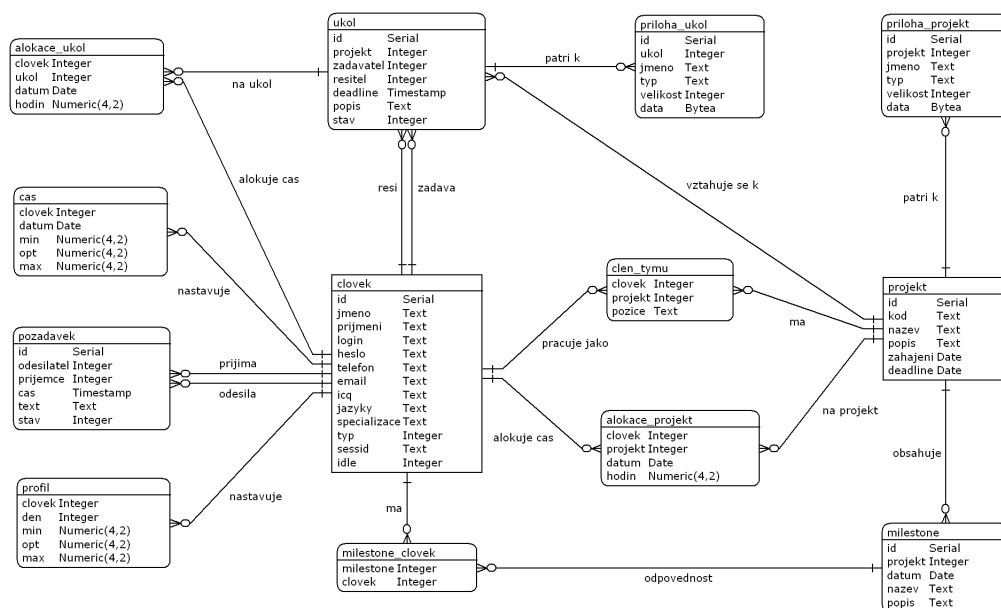 alokace_ukol
clovek Integer
ukol Integer
datum Date
hodin Numeric(4,2)
na ukol
ukol
id Serial
projekt Integer
zadavatel Integer
resitel Integer
deadline Timestamp
popis Text
stav Integer
patri k
priloha_ukol
id Serial
ukol Integer
jmeno Text
typ Text
velikost Integer
data Bytea
priloha_projekt
id Serial
projekt Integer
jmeno Text
typ Text
velikost Integer
data Bytea
alokuje cas
resi
zadava
vztahuje se k
patri k
cas
clovek Integer
datum Date
min Numeric(4,2)
opt Numeric(4,2)
max Numeric(4,2)
nastavuje
clovek
id Serial
jmeno Text
prijmeni Text
login Text
heslo Text
telefon Text
email Text
icq Text
jazyky Text
specializace Text
typ Integer
sessid Text
idle Integer
clen_tymu
clovek Integer
projekt Integer
pozice Text
pracuje jako
ma
projekt
id Serial
kod Text
nazev Text
popis Text
zahajeni Date
deadline Date
pozadavek
id Serial
odesilatel Integer
prijemce Integer
cas Timestamp
text Text
stav Integer
prijima
odesila
alokuje cas
alokace_projekt
clovek Integer
projekt Integer
datum Date
hodin Numeric(4,2)
na projekt
obsahuje
profil
clovek Integer
den Integer
min Numeric(4,2)
opt Numeric(4,2)
max Numeric(4,2)
nastavuje
ma
milestone_clovek
milestone Integer
clovek Integer
odpovednost
milestone
id Serial
projekt Integer
datum Date
nazev Text
popis Text